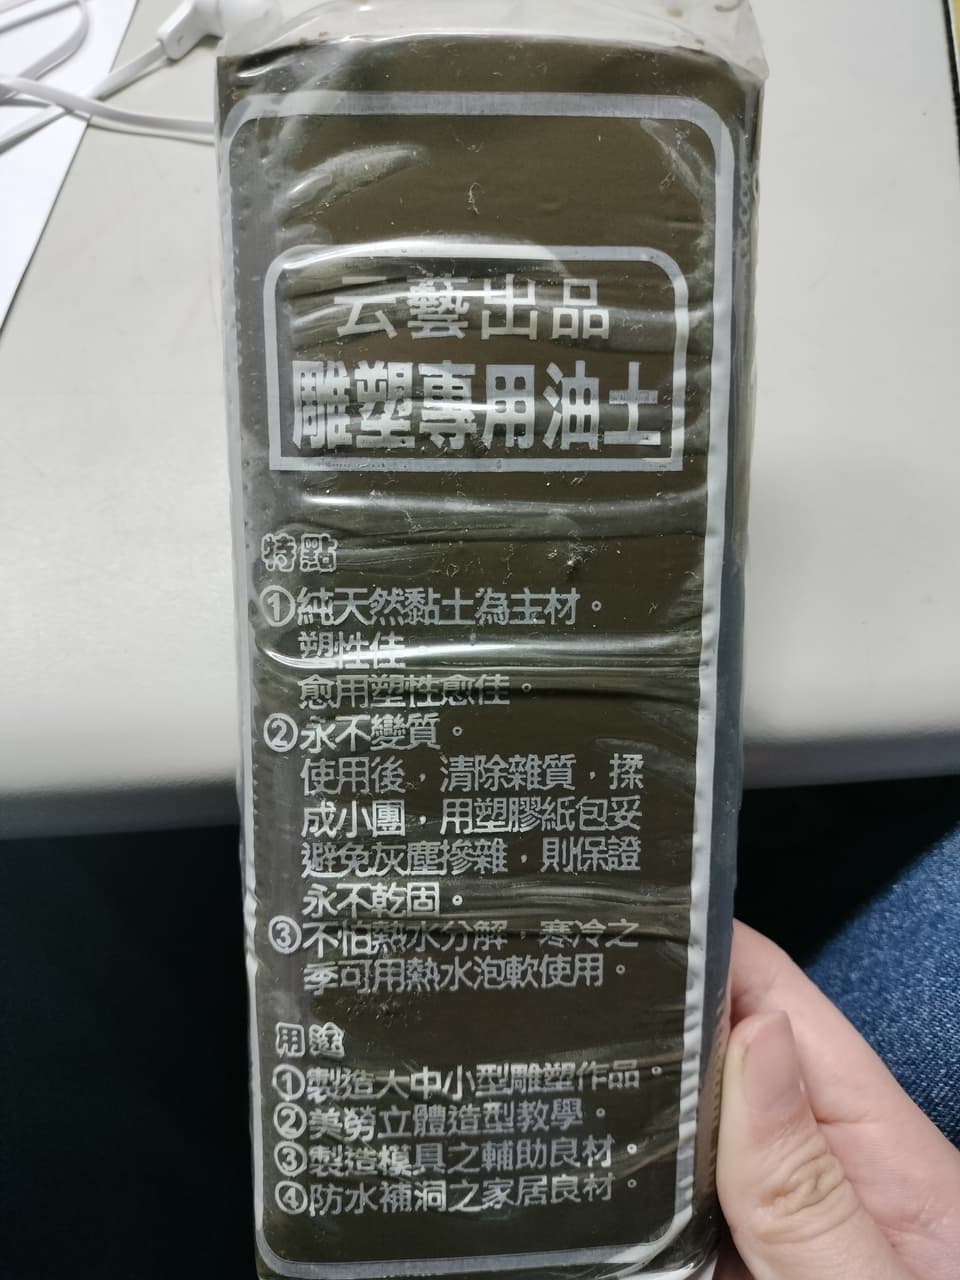 云藝出品
雕塑專用油土
特點
①純天然黏土為主材。
塑性佳。
愈用塑性愈佳。
②永不變質。
使用後,清除雜質,揉
成小團,用塑膠紙包妥
避免灰塵摻雜,則保證
永不乾固。
③不怕熱水分解,寒冷之
季可用熱水泡軟使用。
用途
①製造大中小型雕塑作品。
②美勞立體造型教學。
③製造模具之輔助良材。
④防水補洞之家居良材。